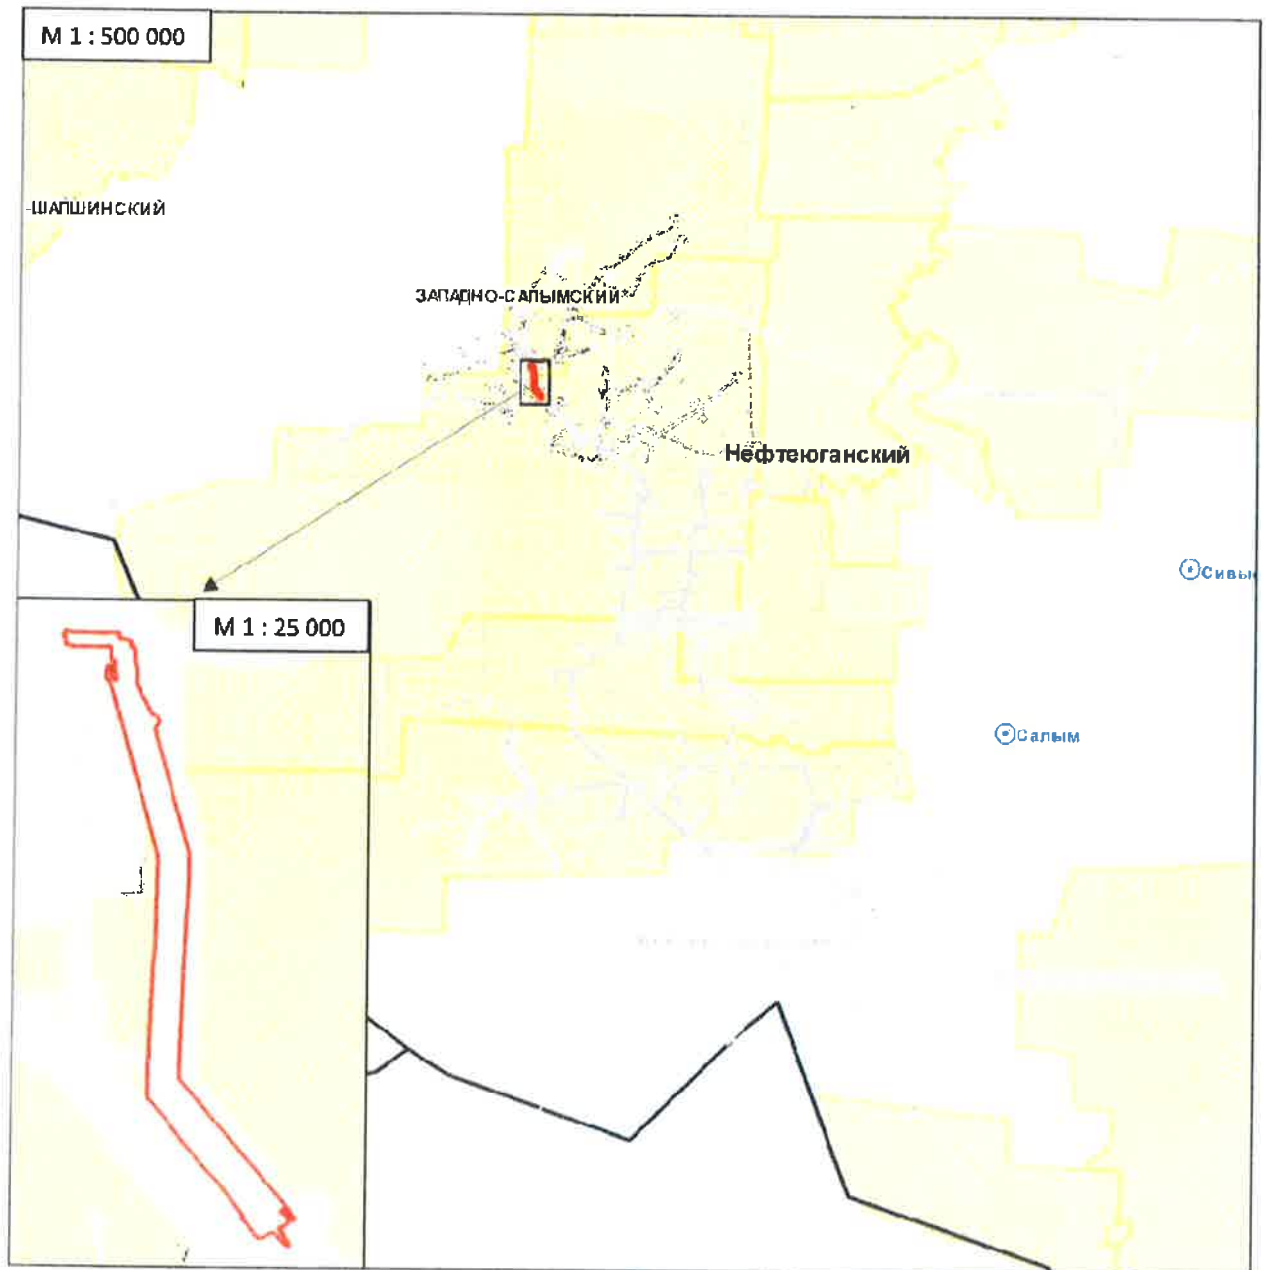 М 1 : 500 000
-ШАПШИНСКИЙ
ЗАПАДНО-САЛЫМСКИЙ*
Нефтеюганский
Сивы
М 1 : 25 000
Салым